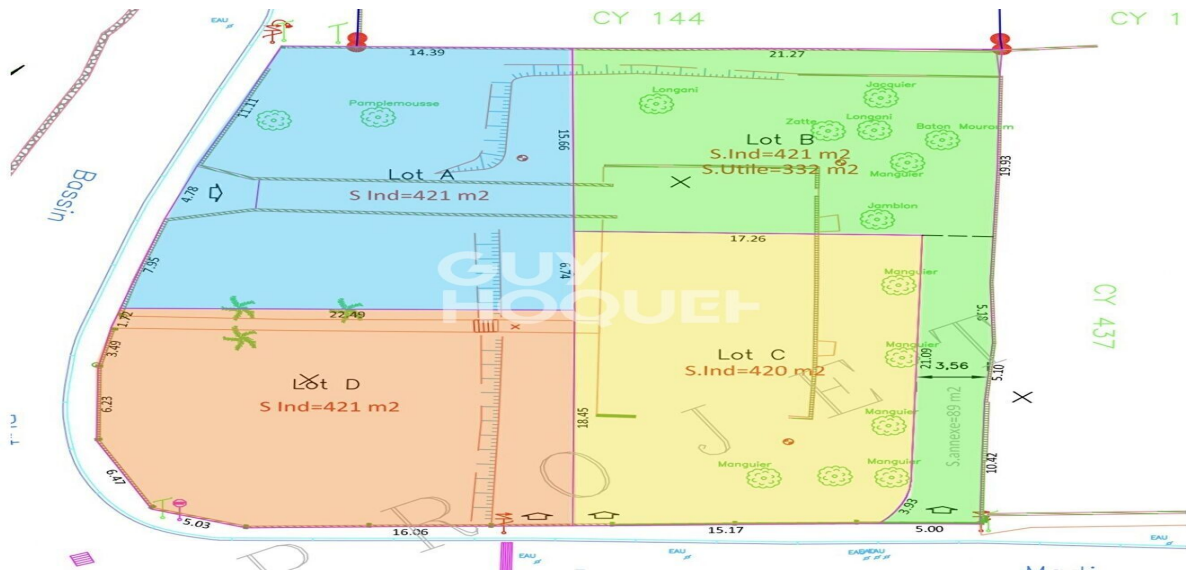 EAU
CY 144
CY 1
14.39
21.27
11.11
Pamplemousse
Longani
Jacquier
Zatte
Longani
Baton Mouroum
Manguier
Jamblon
15.66
19.93
Lot A
S Ind=421 m2
Lot B
S.Ind=421 m2
S.Utile=332 m2
4.78
Bassin
7.95
6.74
17.26
GUY
HOQUET
Manguier
5.18
CY 437
22.49
1.72
3.49
Lot C
S.Ind=420 m2
Manguier
21.09
3,56
5.10
Lot D
S Ind=421 m2
6.23
18.45
Manguier
S.annexe=89 m2
10.42
Manguier
Manguier
6.47
3.93
5.03
16.06
15.17
5.00
P R O J E T
EAU
EAU
EAU
EAU
EAU